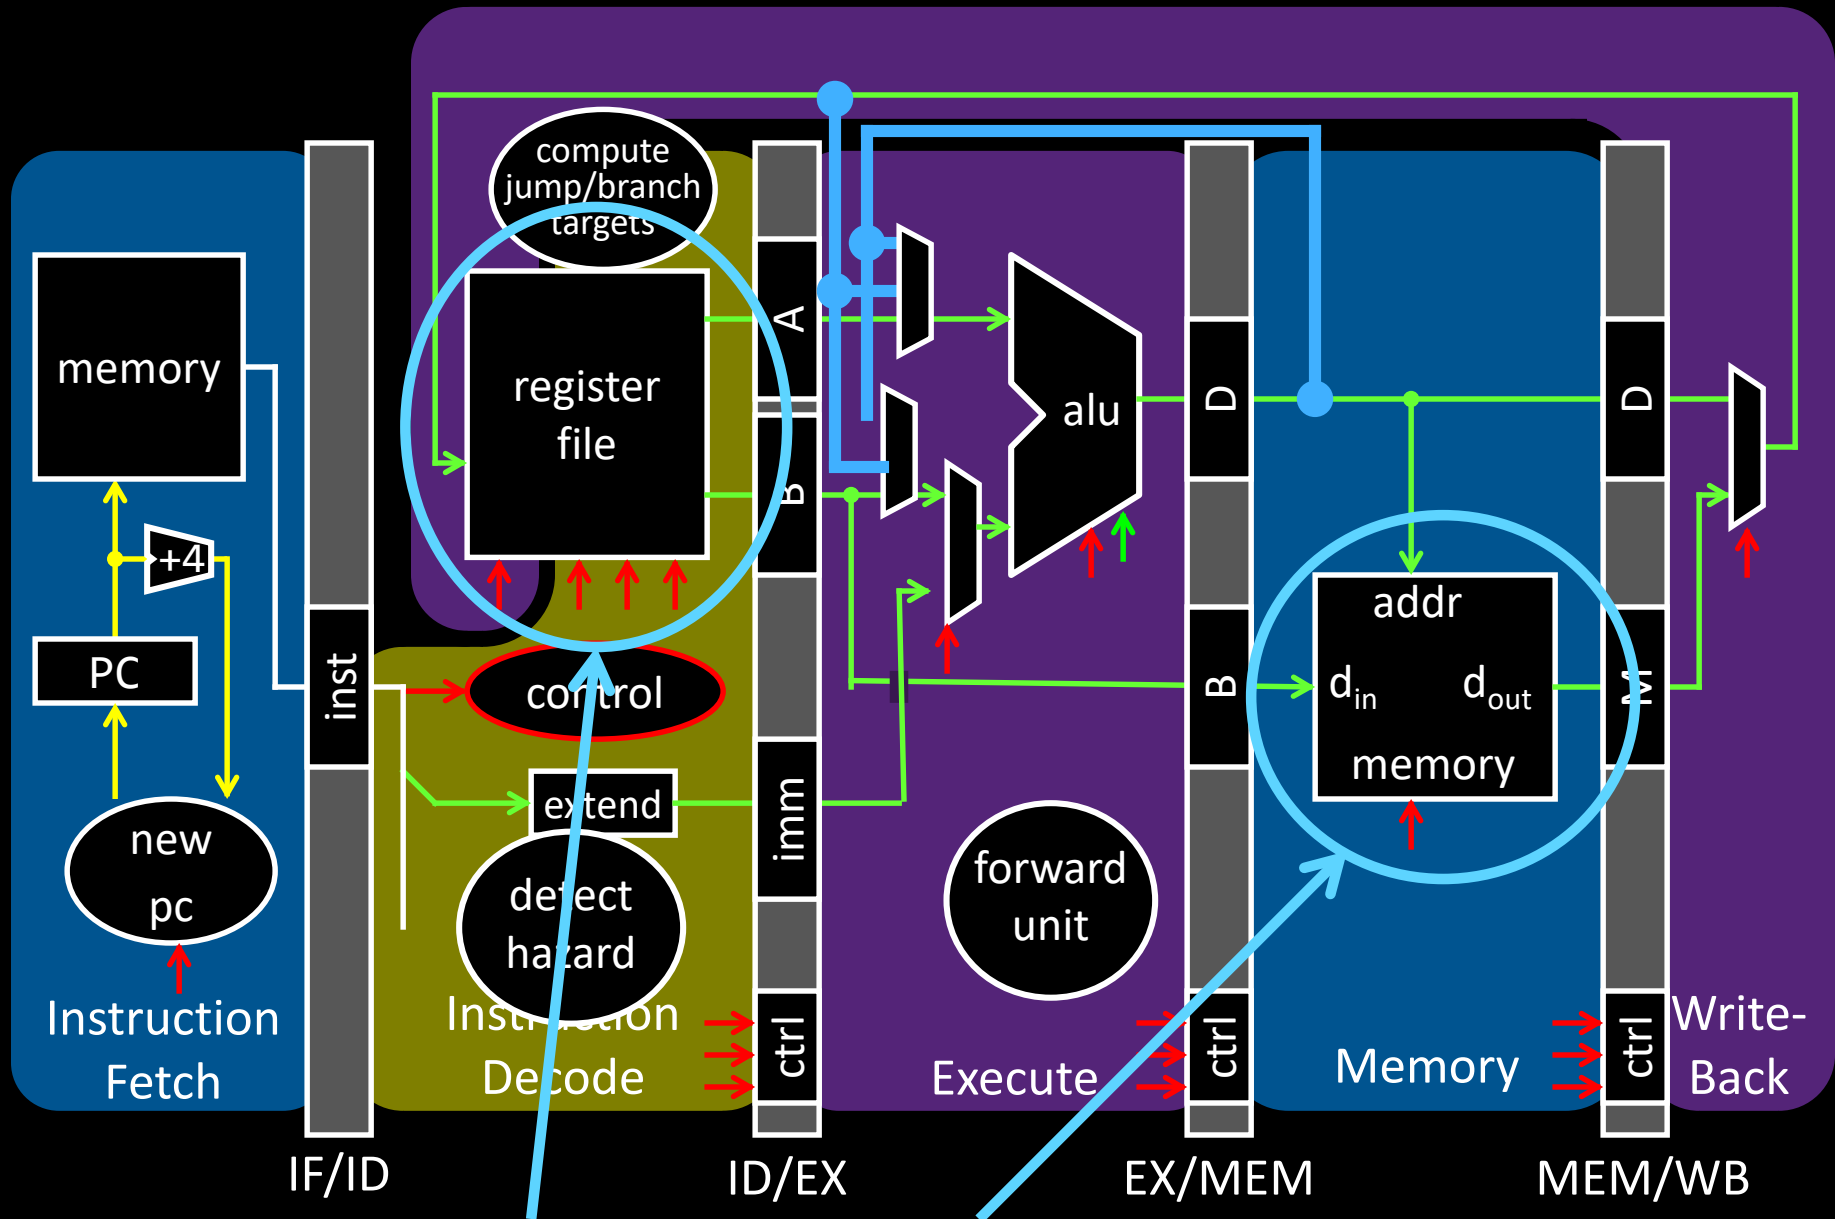 compute
jump/branch
targets
memory
register
file
A
B
alu
D
D
+4
PC
inst
control
B
addr
d_in
d_out
memory
M
extend
imm
new
pc
detect
hazard
forward
unit
Instruction
Fetch
Instruction
Decode
ctrl
Execute
ctrl
Memory
ctrl
Write-
Back
IF/ID
ID/EX
EX/MEM
MEM/WB